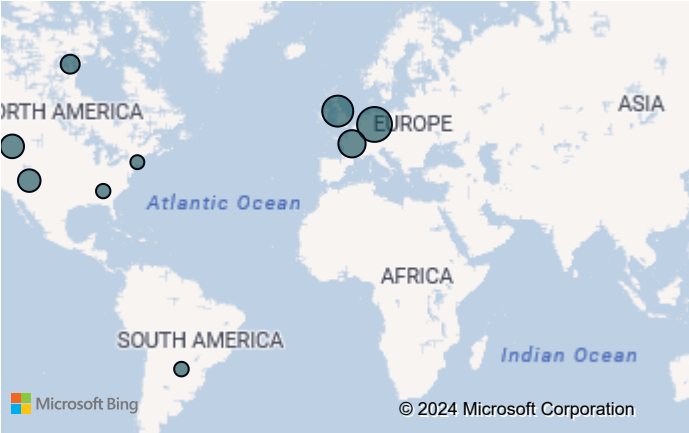 ASIA
ORTH AMERICA
EUROPE
Atlantic Ocean
AFRICA
SOUTH AMERICA
Indian Ocean
Microsoft Bing
© 2024 Microsoft Corporation